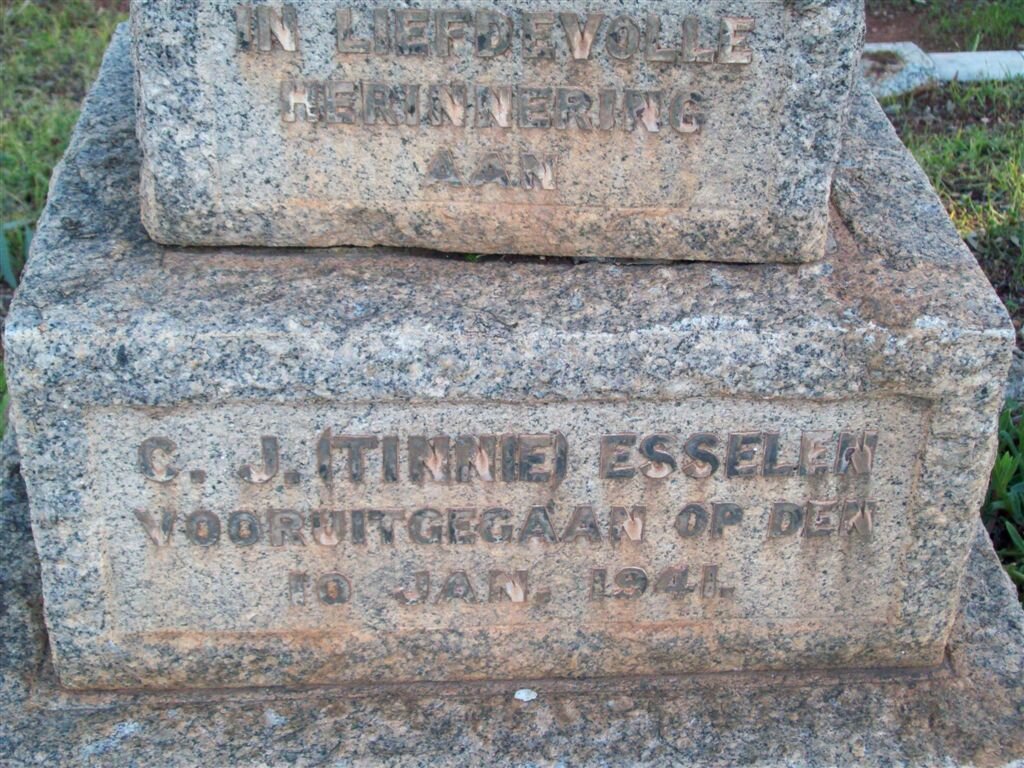 IN LIEFDEVOLLE
HERINNERING
AAN
C. J. (TINNIE) ESSELEN
VOORUITGEGAAN OP DEN
10 JAN. 1941.